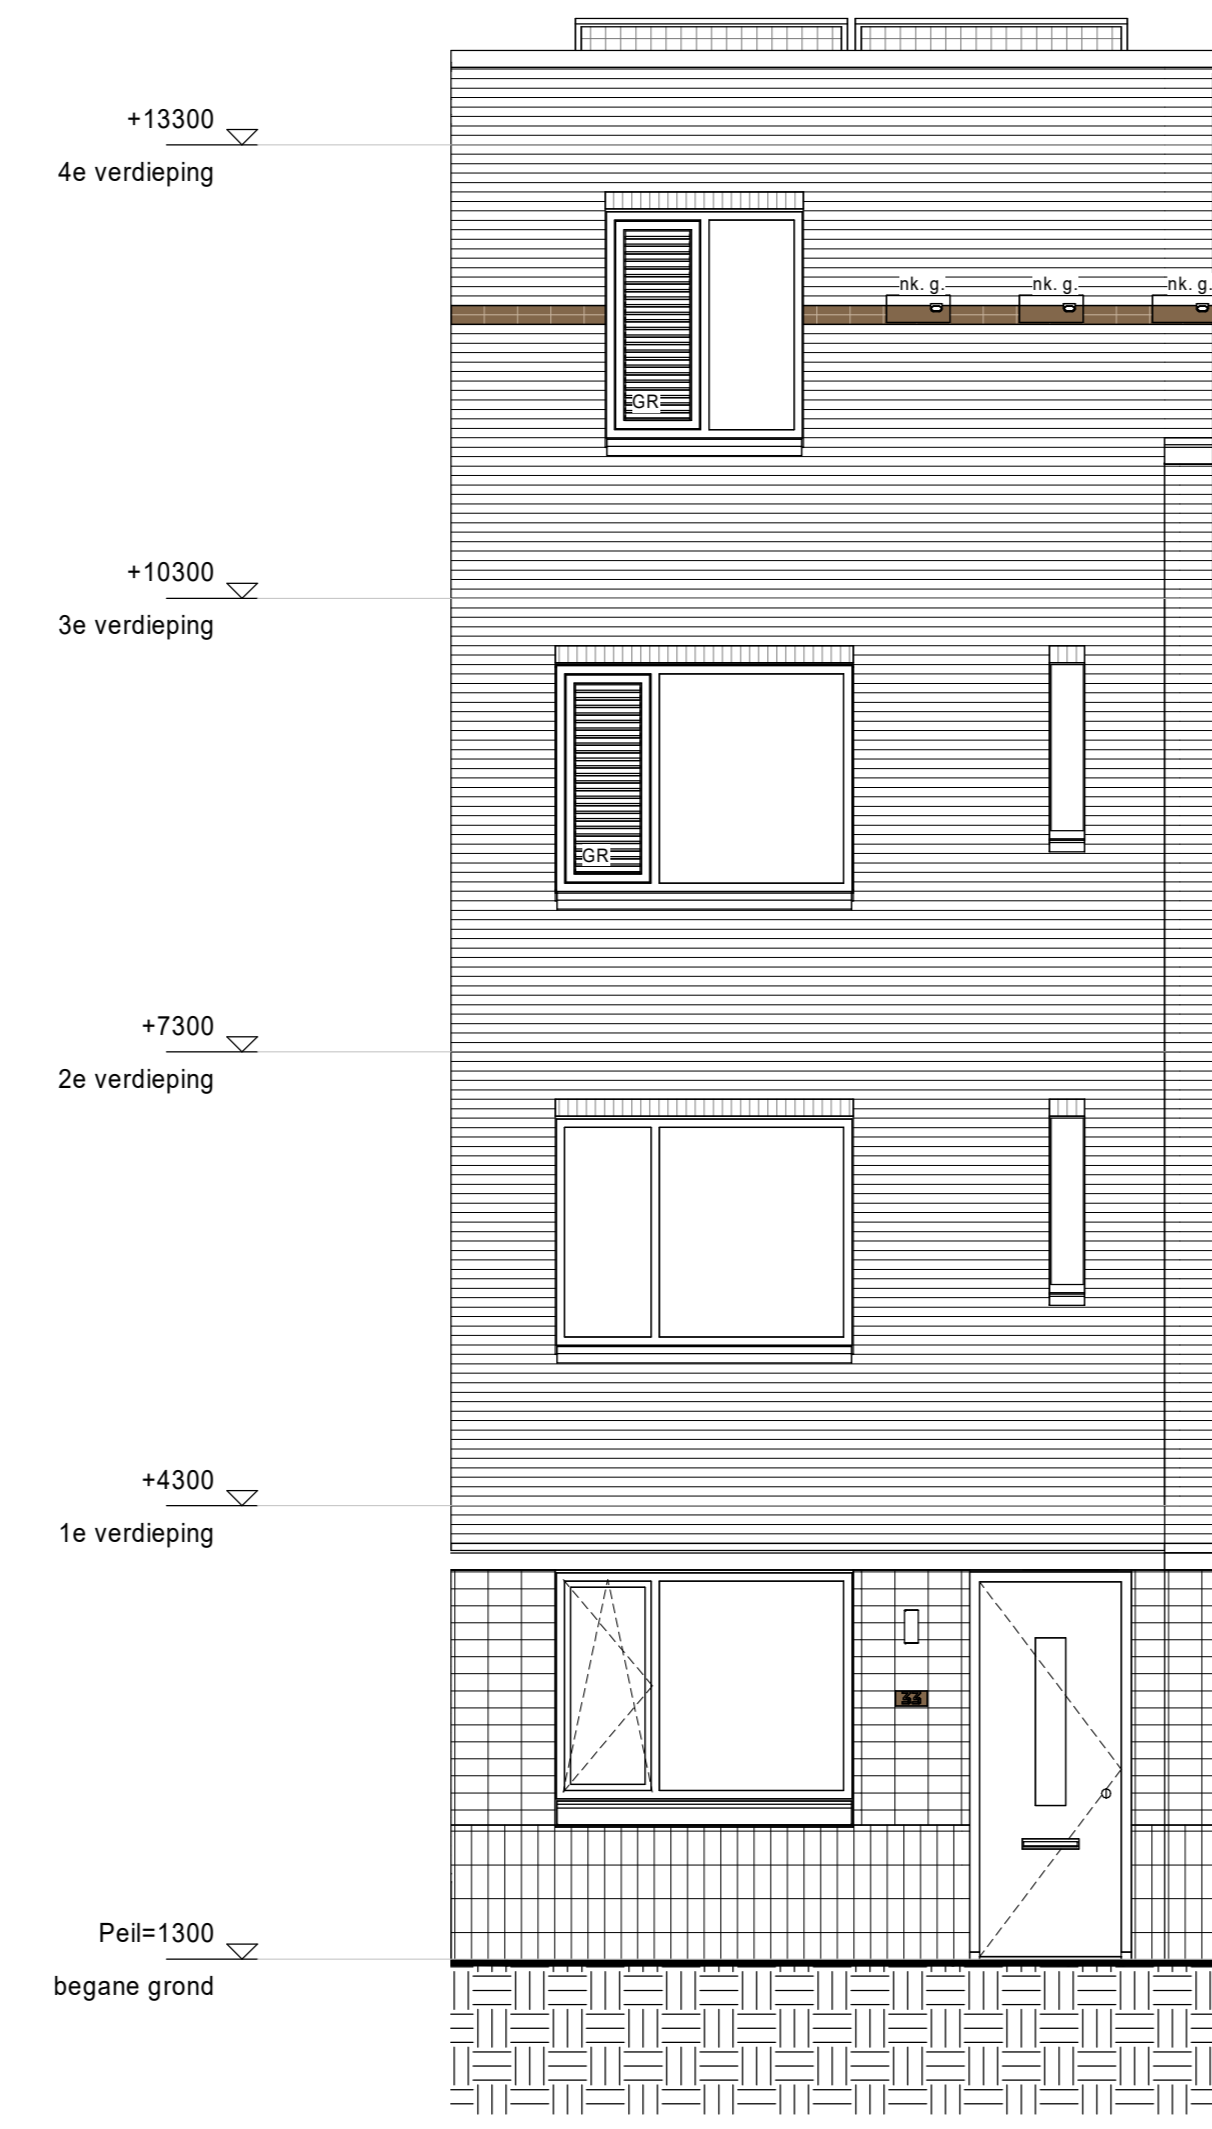 +13300
4e verdieping
nk. g.
nk. g.
nk. g.
GR
+10300
3e verdieping
GR
+7300
2e verdieping
+4300
1e verdieping
Peil=1300
begane grond